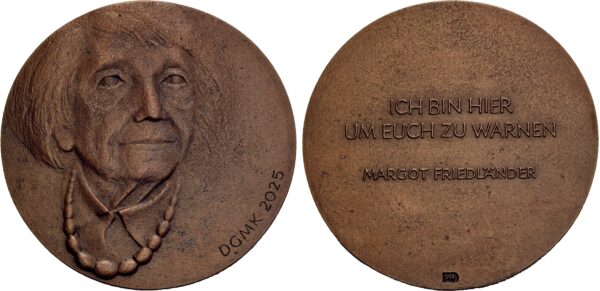 DGMK 2025
ICH BIN HIER
UM EUCH ZU WARNEN
MARGOT FRIEDLÄNDER